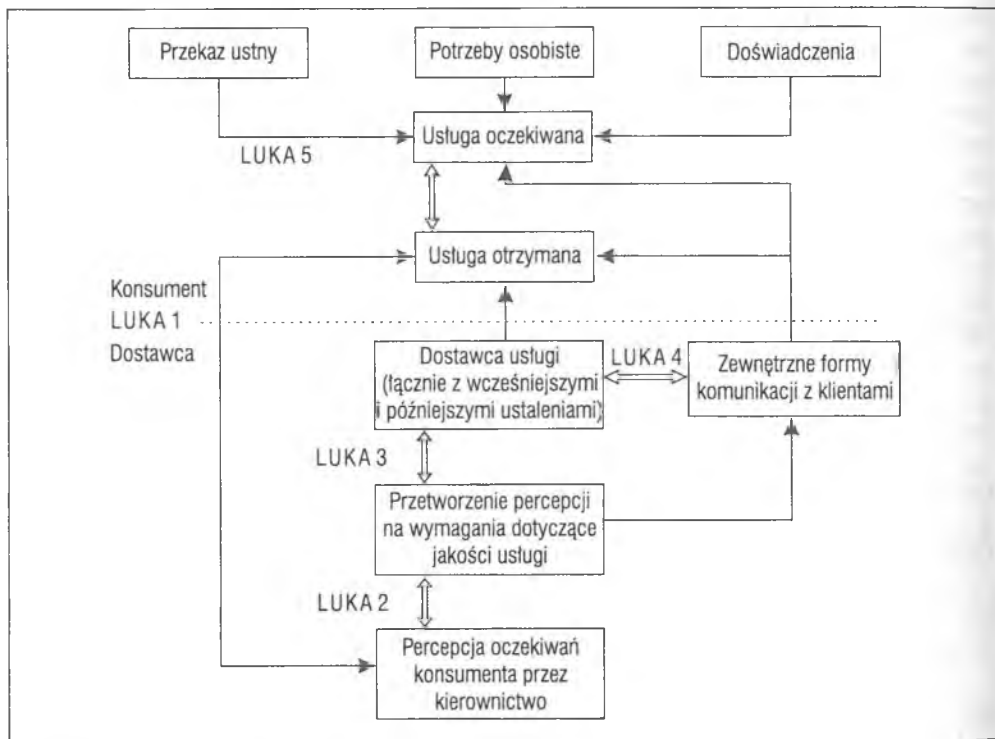 Przekaz ustny
Potrzeby osobiste
Doświadczenia
Usługa oczekiwana
LUKA 5
Usługa otrzymana
Konsument
LUKA 1
Dostawca
Dostawca usługi
(łącznie z wcześniejszymi
i późniejszymi ustaleniami)
LUKA 4
Zewnętrzne formy
komunikacji z klientami
LUKA 3
Przetworzenie percepcji
na wymagania dotyczące
jakości usługi
LUKA 2
Percepcja oczekiwań
konsumenta przez
kierownictwo